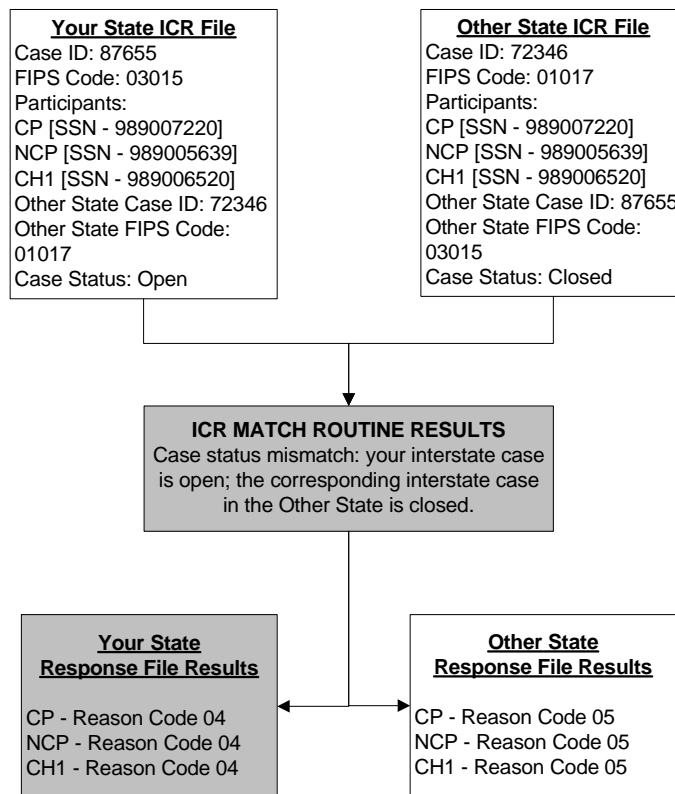 Your State ICR File
Case ID: 87655
FIPS Code: 03015
Participants:
CP [SSN - 989007220]
NCP [SSN - 989005639]
CH1 [SSN - 989006520]
Other State Case ID: 72346
Other State FIPS Code:
01017
Case Status: Open
Other State ICR File
Case ID: 72346
FIPS Code: 01017
Participants:
CP [SSN - 989007220]
NCP [SSN - 989005639]
CH1 [SSN - 989006520]
Other State Case ID: 87655
Other State FIPS Code:
03015
Case Status: Closed
ICR MATCH ROUTINE RESULTS
Case status mismatch: your interstate case
is open; the corresponding interstate case
in the Other State is closed.
Your State
Response File Results
CP - Reason Code 04
NCP - Reason Code 04
CH1 - Reason Code 04
Other State
Response File Results
CP - Reason Code 05
NCP - Reason Code 05
CH1 - Reason Code 05